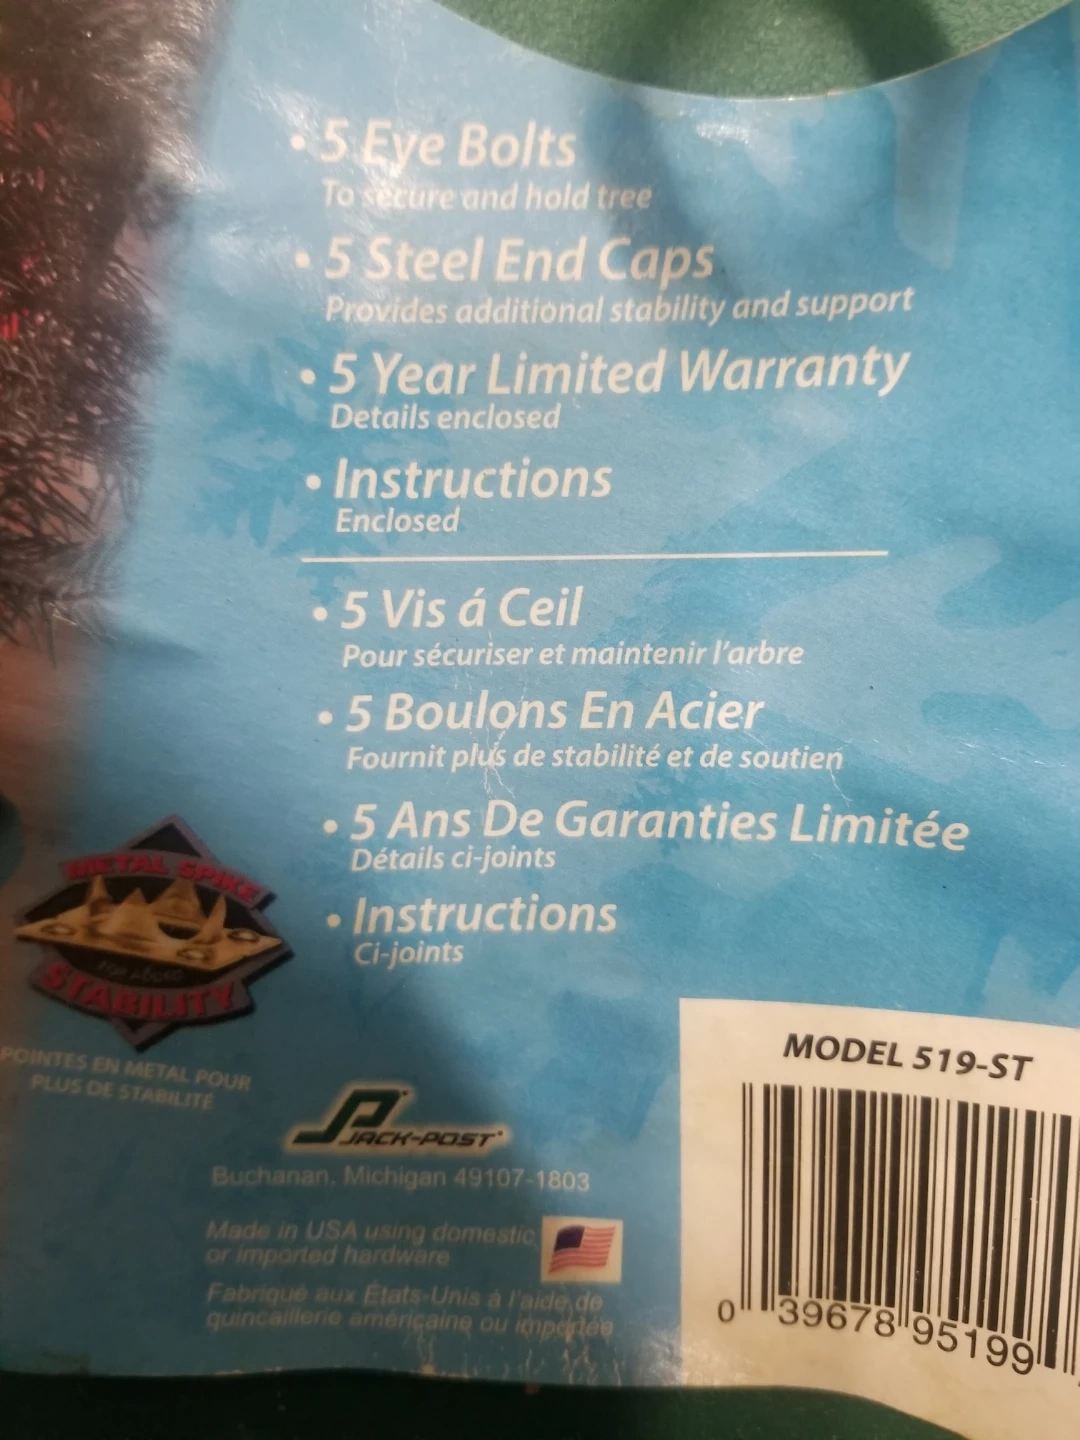 • 5 Eye Bolts
To secure and hold tree
• 5 Steel End Caps
Provides additional stability and support
• 5 Year Limited Warranty
Details enclosed
• Instructions
Enclosed
• 5 Vis á Ceil
Pour sécuriser et maintenir l'arbre
• 5 Boulons En Acier
Fournit plus de stabilité et de soutien
• 5 Ans De Garanties Limitée
Détails ci-joints
• Instructions
Ci-joints
METAL SPIKE
FOR ADDED
STABILITY
POINTES EN METAL POUR
PLUS DE STABILITÉ
JACK-POST
Buchanan, Michigan 49107-1803
Made in USA using domestic
or imported hardware
Fabriqué aux États-Unis à l'aide de
quincaillerie américaine ou importée
MODEL 519-ST
0 39678 95199